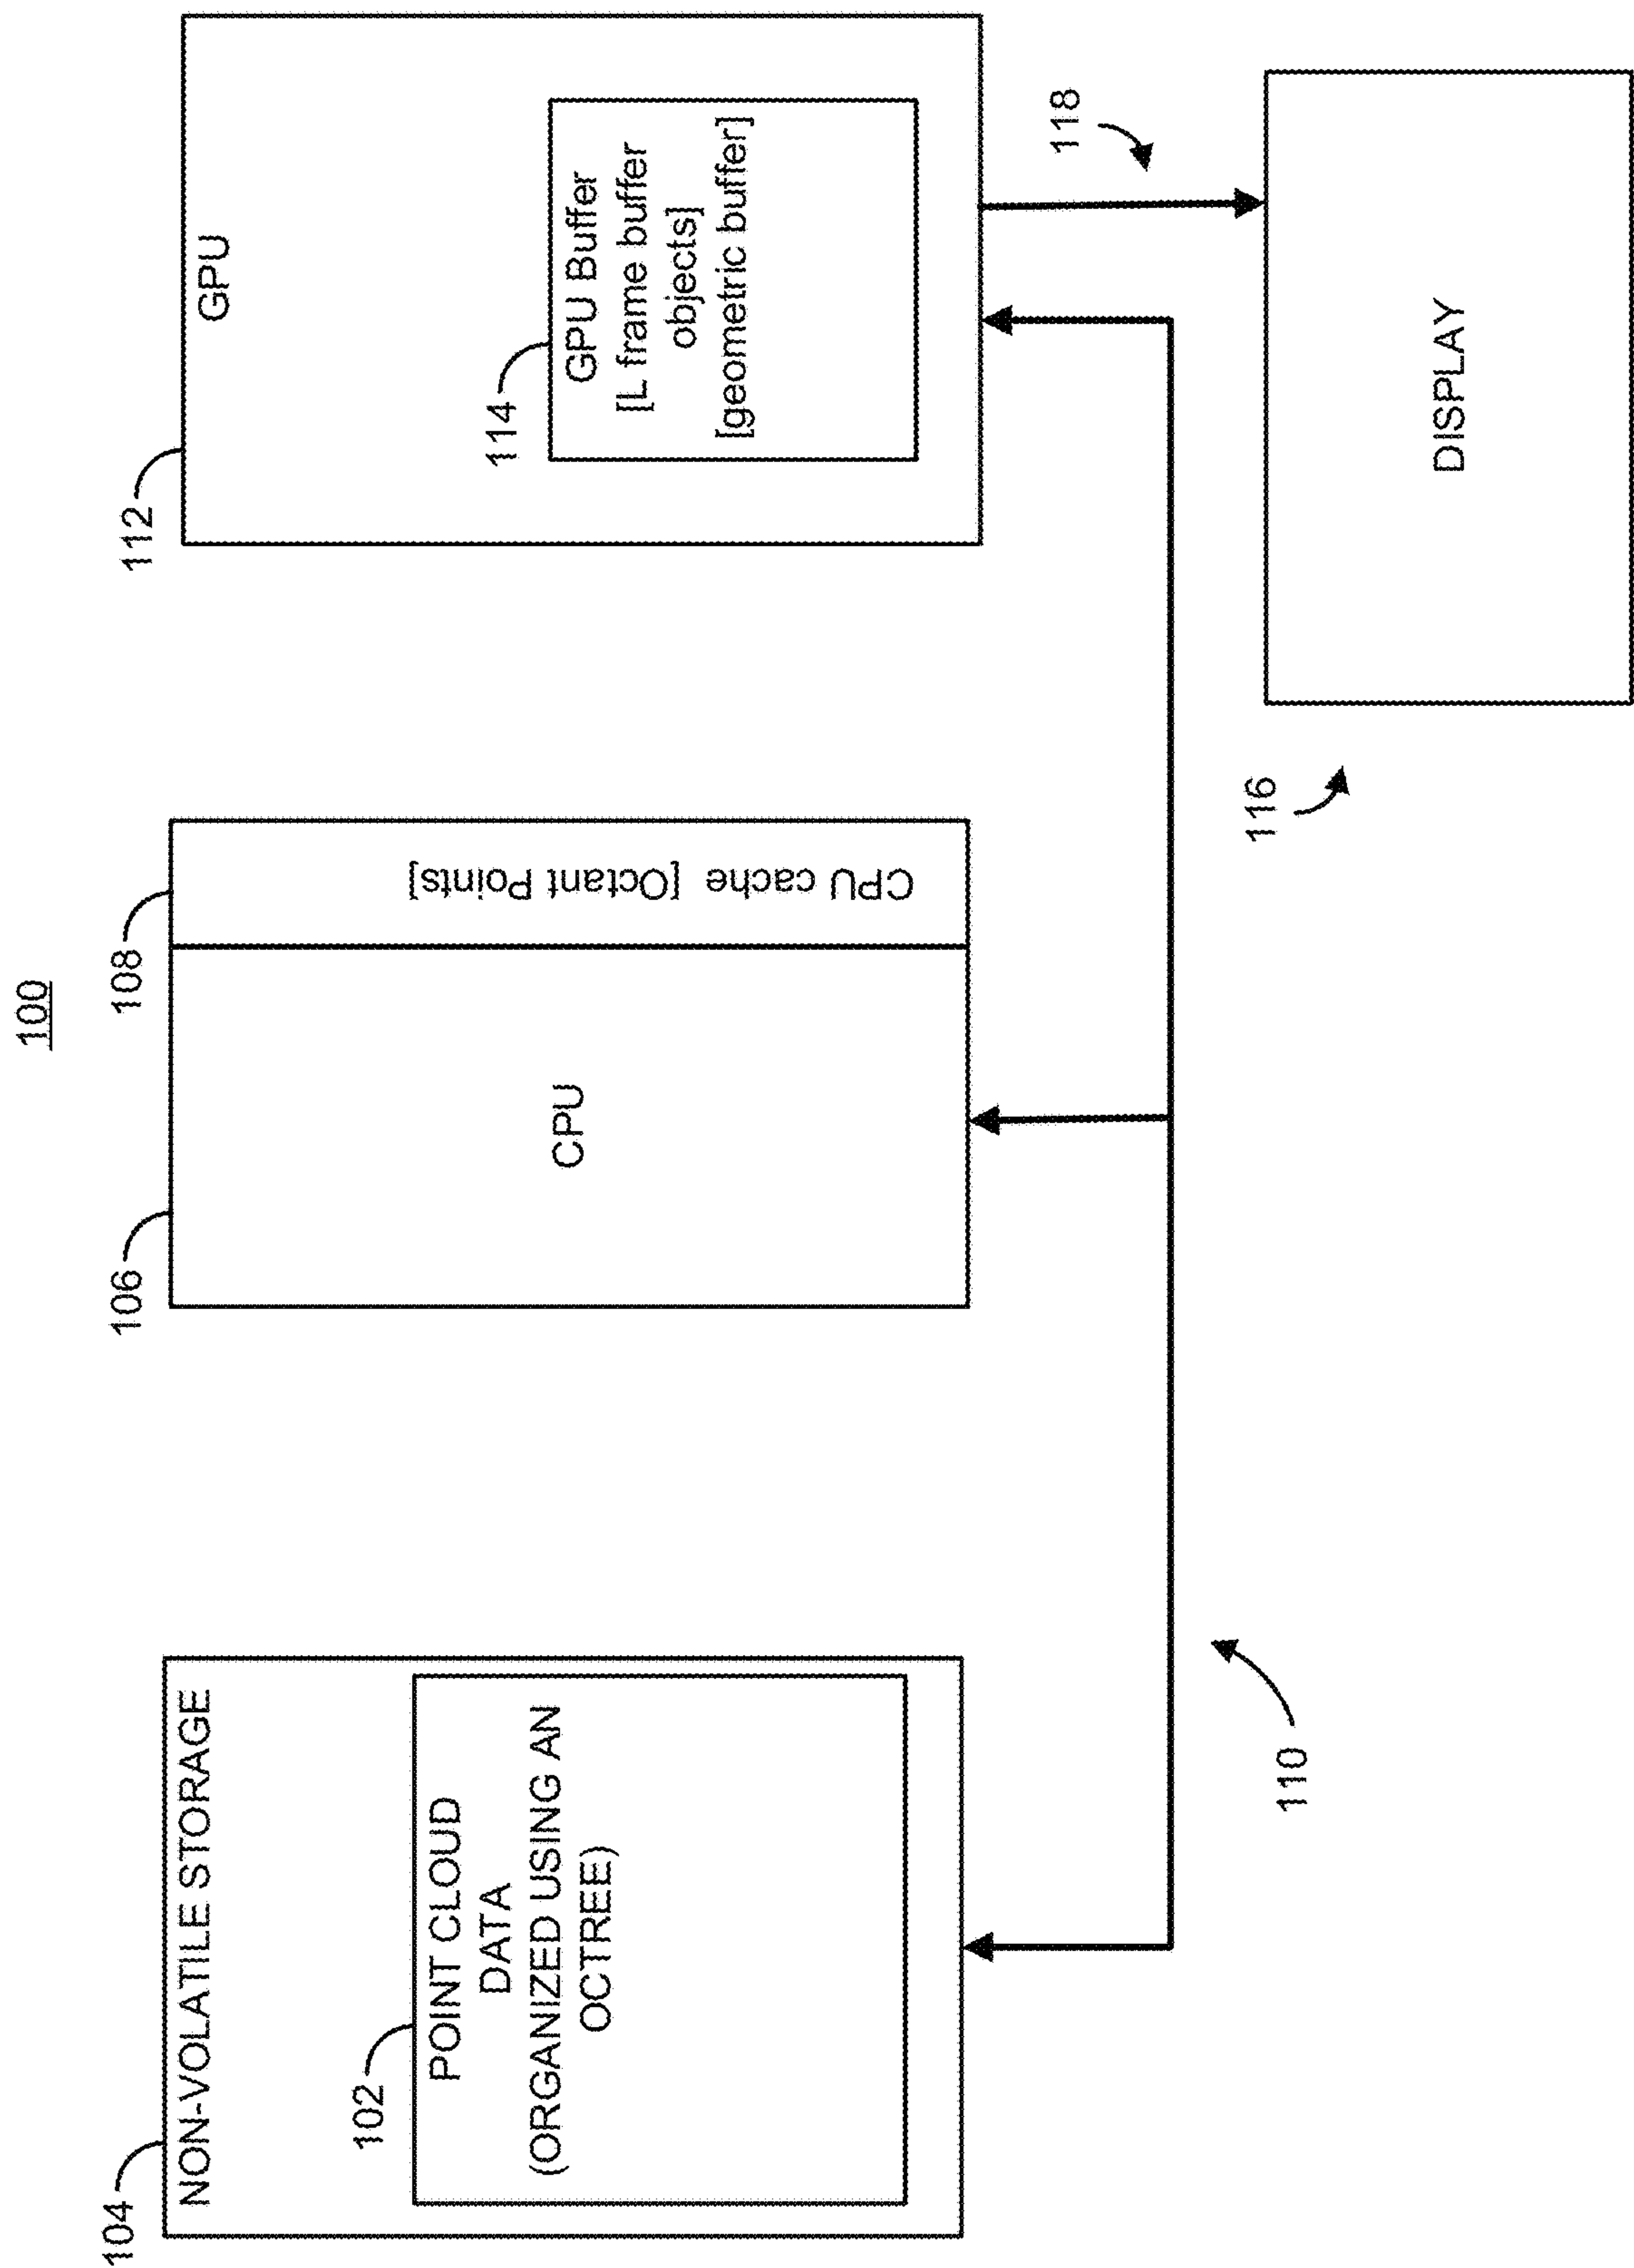 100
104
NON-VOLATILE STORAGE
102
POINT CLOUD
DATA
(ORGANIZED USING AN
OCTREE)
106
CPU
108
CPU cache [Octant Points]
112
GPU
114
GPU Buffer
[L frame buffer
objects]
[geometric buffer]
110
116
118
DISPLAY